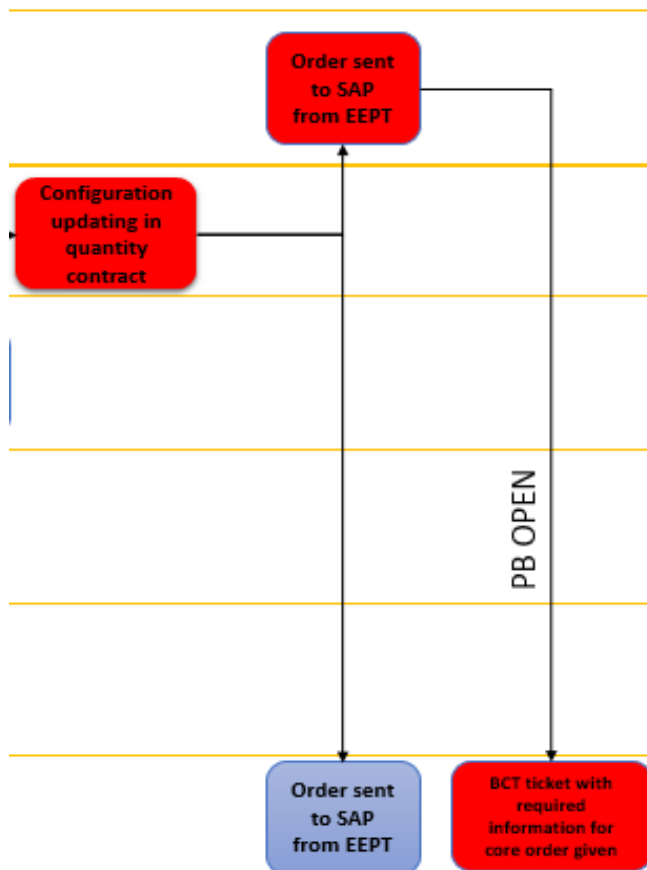 Order sent
to SAP
from EEPT
Configuration
updating in
quantity
contract
PB OPEN
Order sent
to SAP
from EEPT
BCT ticket with
required
information for
core order given